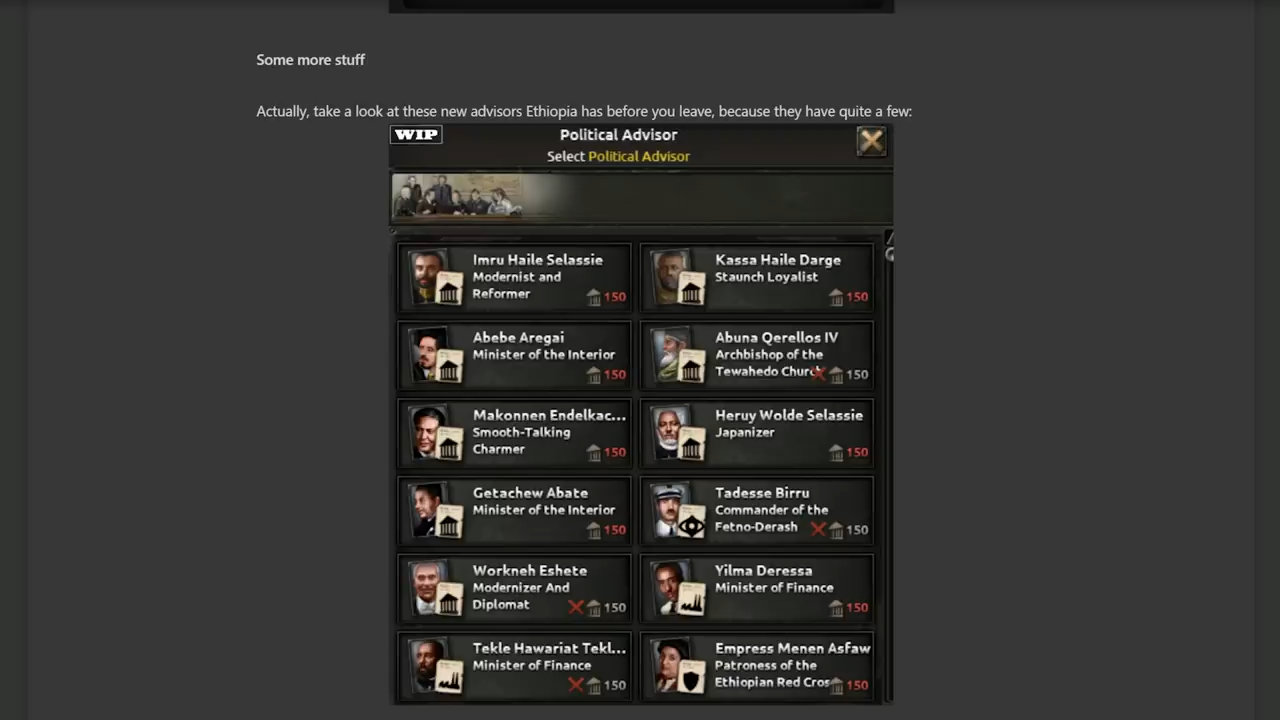 Some more stuff
Actually, take a look at these new advisors Ethiopia has before you leave, because they have quite a few:
WIP
Political Advisor
Select Political Advisor
Imru Haile Selassie
Modernist and
Reformer
150
Kassa Haile Darge
Staunch Loyalist
150
Abebe Aregai
Minister of the Interior
150
Abuna Qerellos IV
Archbishop of the
Tewahedo Church
150
Makonnen Endelkac...
Smooth-Talking
Charmer
150
Heruy Wolde Selassie
Japanizer
150
Getachew Abate
Minister of the Interior
150
Tadesse Birru
Commander of the
Fetno-Derash
150
Workneh Eshete
Modernizer And
Diplomat
150
Yilma Deressa
Minister of Finance
150
Tekle Hawariat Tekl...
Minister of Finance
150
Empress Menen Asfaw
Patroness of the
Ethiopian Red Cros
150